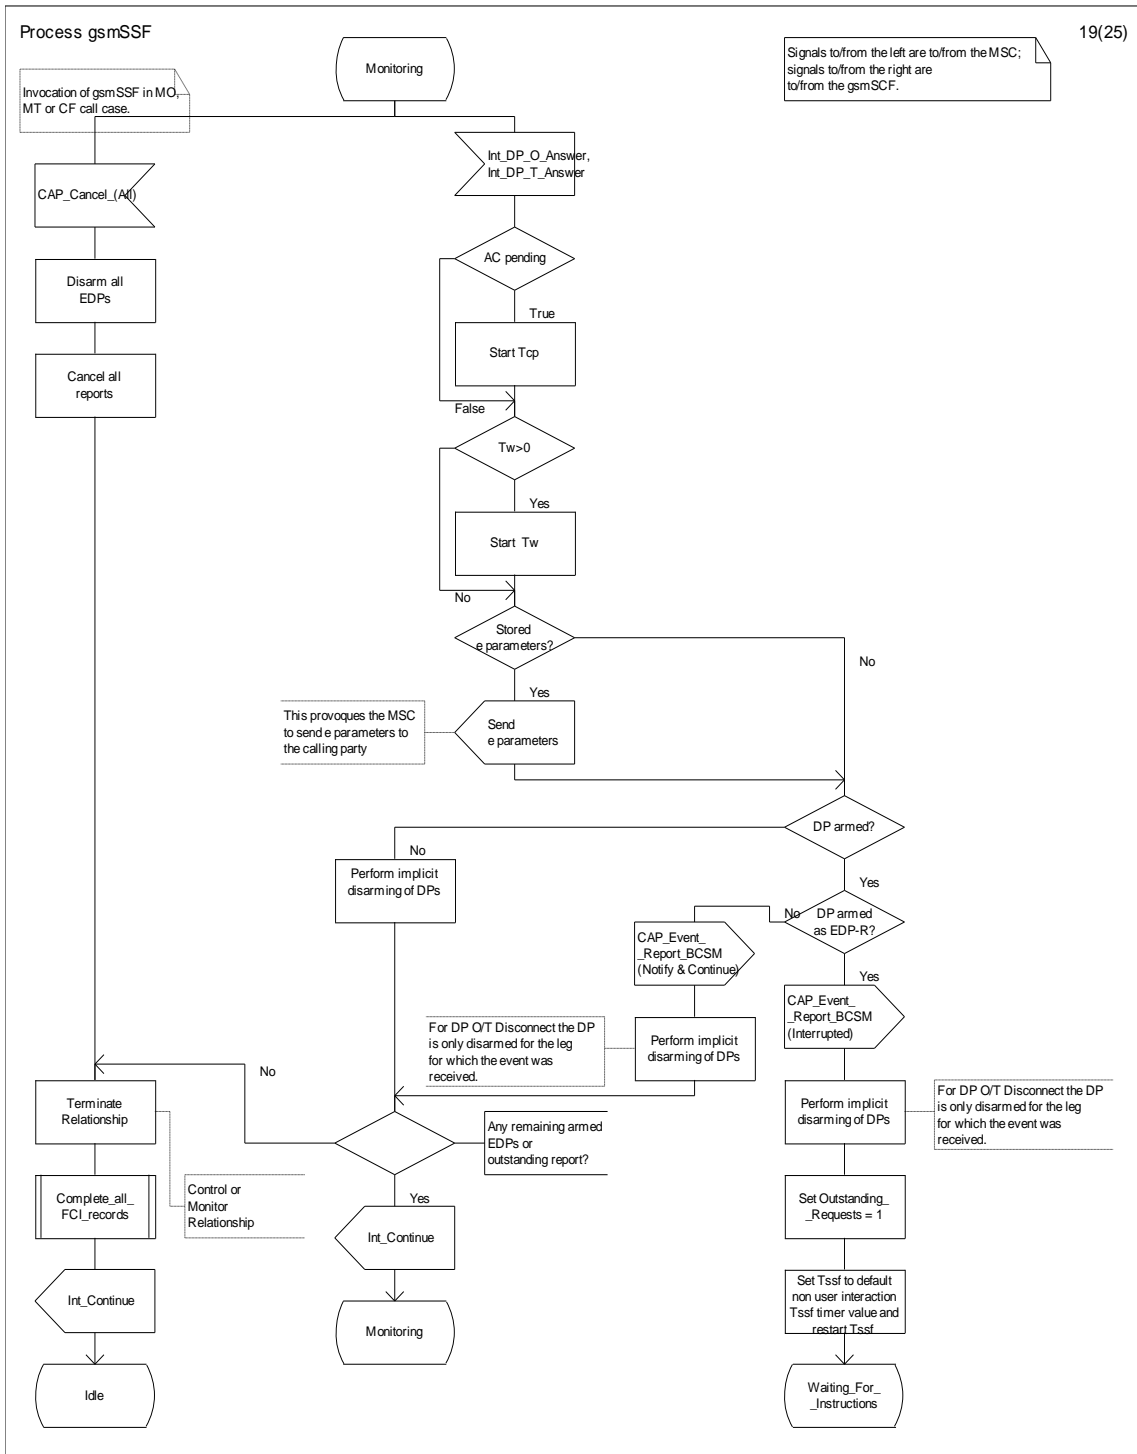 Process gsmSSF
19(25)
Monitoring
Signals to/from the left are to/from the MSC;
signals to/from the right are
to/from the gsmSCF.
Invocation of gsmSSF in MO,
MT or CF call case.
CAP_Cancel_(All)
Int_DP_O_Answer,
Int_DP_T_Answer
Disarm all
EDPs
AC pending
True
Start Tcp
Cancel all
reports
False
Tw>0
Yes
Start Tw
No
Stored
e parameters?
No
Yes
This provoques the MSC
to send e parameters to
the calling party
Send
e parameters
DP armed?
No
Yes
Perform implicit
disarming of DPs
No
DP armed
as EDP-R?
CAP_Event_
_Report_BCSM
(Notify & Continue)
Yes
CAP_Event_
_Report_BCSM
(Interrupted)
For DP O/T Disconnect the DP
is only disarmed for the leg
for which the event was
received.
Perform implicit
disarming of DPs
No
Terminate
Relationship
Any remaining armed
EDPs or
outstanding report?
Perform implicit
disarming of DPs
For DP O/T Disconnect the DP
is only disarmed for the leg
for which the event was
received.
Complete_all_
FCI_records
Control or
Monitor
Relationship
Yes
Int_Continue
Set Outstanding_
_Requests = 1
Int_Continue
Set Tssf to default
non user interaction
Tssf timer value and
restart Tssf
Monitoring
Idle
Waiting_For_
_Instructions